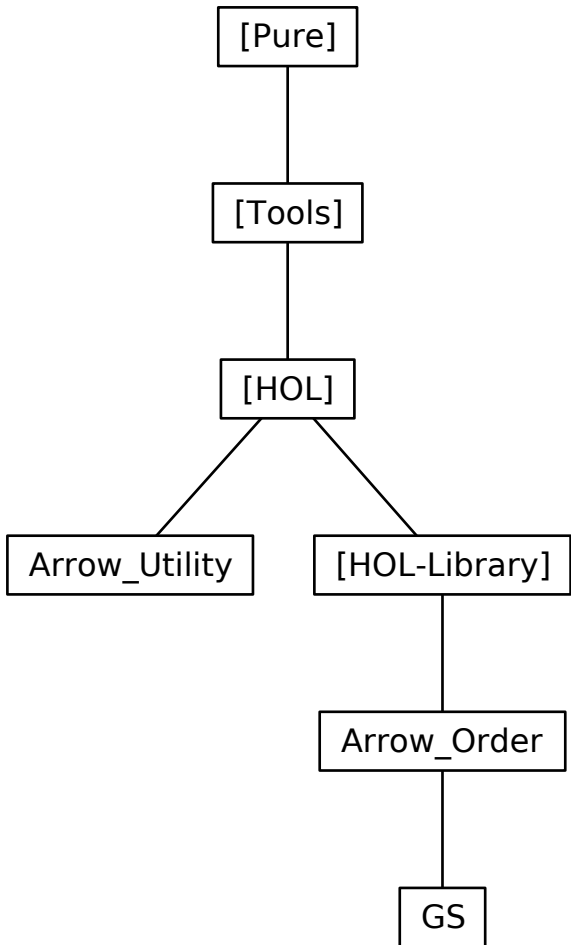 [Pure]
[Tools]
[HOL]
Arrow_Utility
[HOL-Library]
Arrow_Order
GS